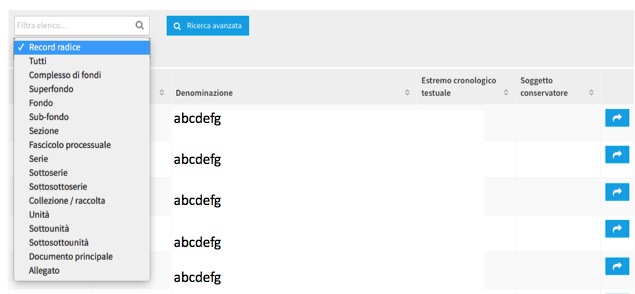 Filtra elenco...
Ricerca avanzata
✓ Record radice
Tutti
Complesso di fondi
Superfondo
Fondo
Sub-fondo
Sezione
Fascicolo processuale
Serie
Sottoserie
Sottosottoserie
Collezione / raccolta
Unità
Sottounità
Sottosottounità
Documento principale
Allegato
Denominazione
Estremo cronologico
testuale
Soggetto
conservatore
abcdefg
abcdefg
abcdefg
abcdefg
abcdefg